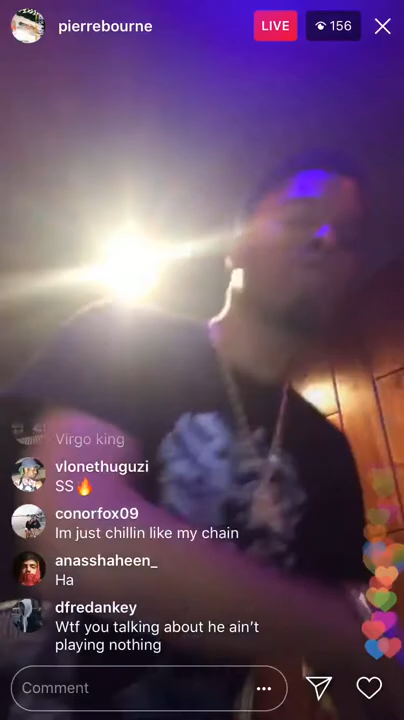 pierrebourne
LIVE
156
Virgo king
vlonethuguzi
SS🔥
conorfox09
Im just chillin like my chain
anasshaheen_
Ha
dfredankey
Wtf you talking about he ain’t
playing nothing
Comment